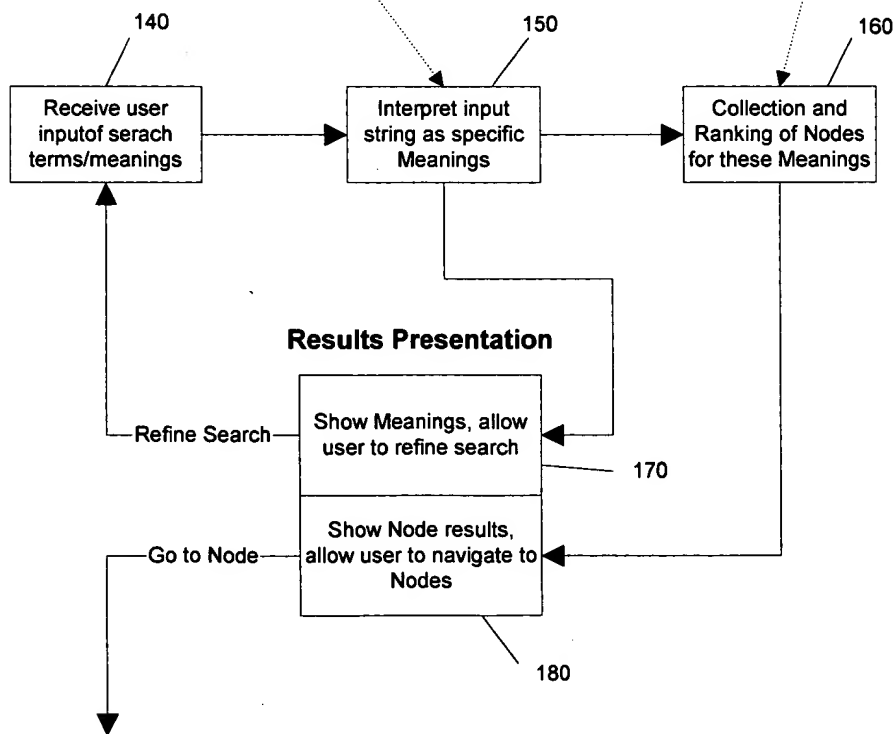 140
150
160
Receive user
inputof serach
terms/meanings
Interpret input
string as specific
Meanings
Collection and
Ranking of Nodes
for these Meanings
Results Presentation
Refine Search
Show Meanings, allow
user to refine search
170
Go to Node
Show Node results,
allow user to navigate to
Nodes
180